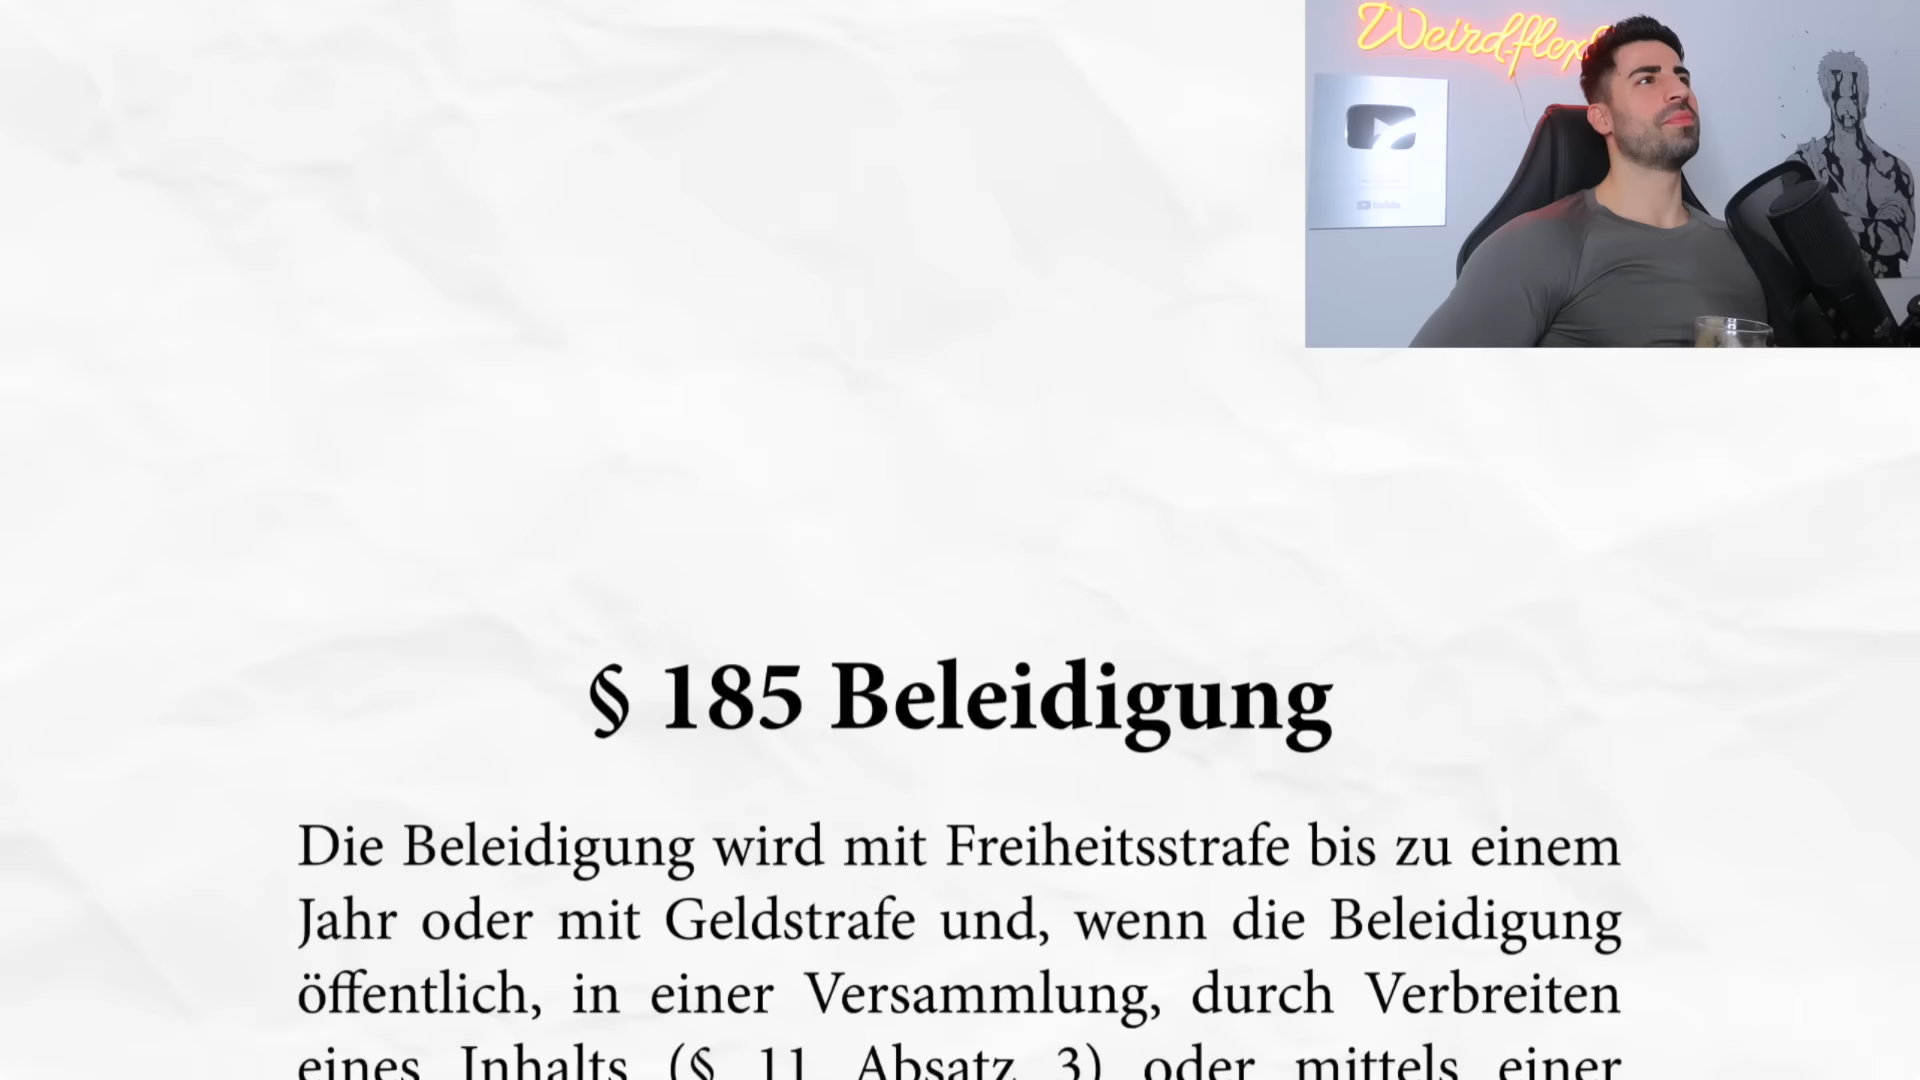 Weirdflex
YouTube
§ 185 Beleidigung
Die Beleidigung wird mit Freiheitsstrafe bis zu einem
Jahr oder mit Geldstrafe und, wenn die Beleidigung
öffentlich, in einer Versammlung, durch Verbreiten
eines Inhalts (§ 11 Absatz 3) oder mittels einer